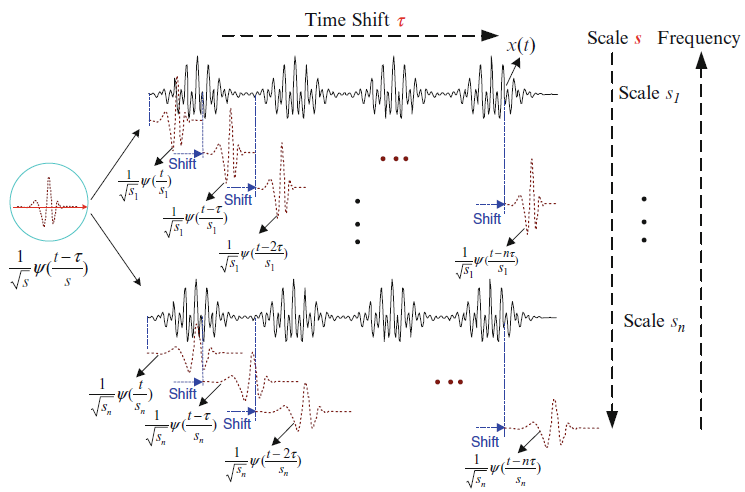 Time Shift τ
x(t)
Scale s Frequency
Scale s₁
Shift
1/√s₁ ψ(t/s₁)
Shift
1/√s₁ ψ((t−τ)/s₁)
Shift
1/√s₁ ψ((t−2τ)/s₁)
1/√s₁ ψ((t−nτ)/s₁)
• • •
1/√s ψ((t−τ)/s)
Scale sₙ
1/√sₙ ψ(t/sₙ)
Shift
1/√sₙ ψ((t−τ)/sₙ)
Shift
1/√sₙ ψ((t−2τ)/sₙ)
• • •
Shift
1/√sₙ ψ((t−nτ)/sₙ)